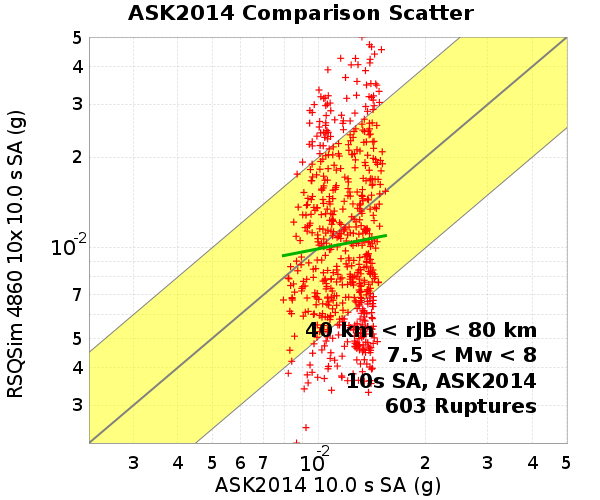 ASK2014 Comparison Scatter
RSQSim 4860 10x 10.0 s SA (g)
5
4
3
2
10-2
7
5
4
3
40 km < rJB < 80 km
7.5 < Mw < 8
10s SA, ASK2014
603 Ruptures
3 4 5 6 7 10-2 2 3 4 5
ASK2014 10.0 s SA (g)